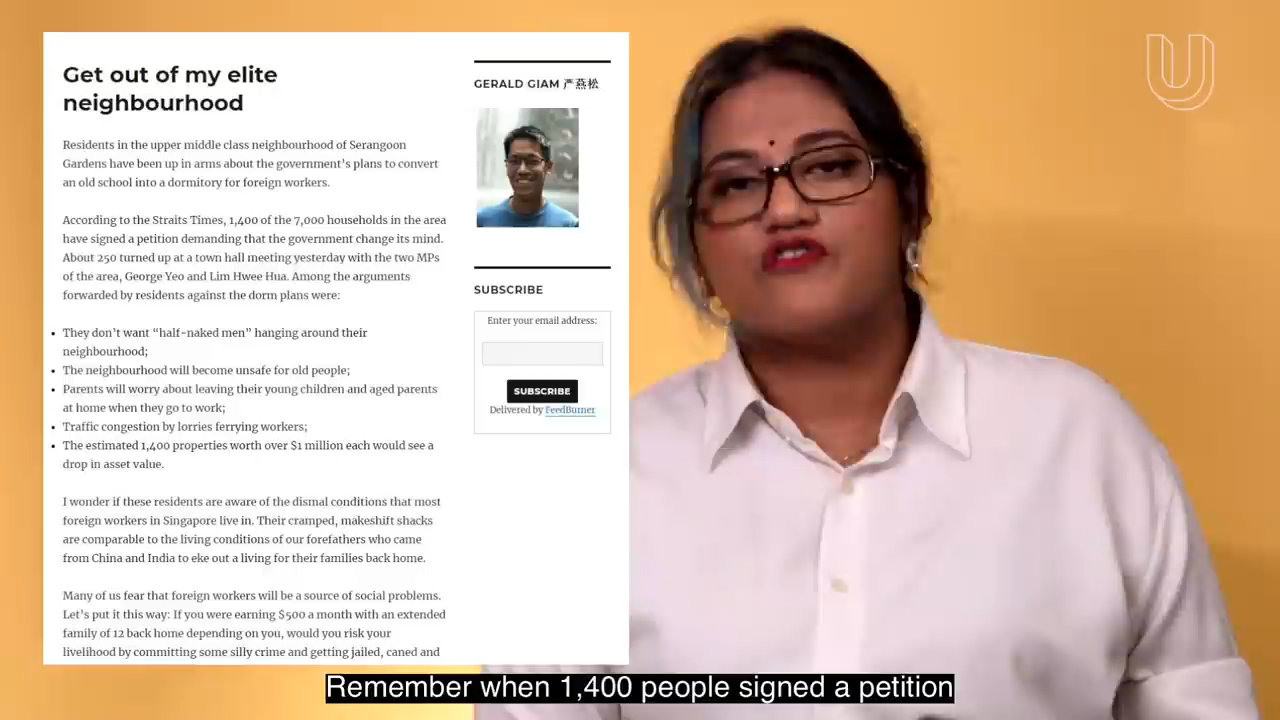 Get out of my elite
neighbourhood
Residents in the upper middle class neighbourhood of Serangoon
Gardens have been up in arms about the government's plans to convert
an old school into a dormitory for foreign workers.
According to the Straits Times, 1,400 of the 7,000 households in the area
have signed a petition demanding that the government change its mind.
About 250 turned up at a town hall meeting yesterday with the two MPs
of the area, George Yeo and Lim Hwee Hua. Among the arguments
forwarded by residents against the dorm plans were:
• They don't want “half-naked men” hanging around their
neighbourhood;
• The neighbourhood will become unsafe for old people;
• Parents will worry about leaving their young children and aged parents
at home when they go to work;
• Traffic congestion by lorries ferrying workers;
• The estimated 1,400 properties worth over $1 million each would see a
drop in asset value.
I wonder if these residents are aware of the dismal conditions that most
foreign workers in Singapore live in. Their cramped, makeshift shacks
are comparable to the living conditions of our forefathers who came
from China and India to eke out a living for their families back home.
Many of us fear that foreign workers will be a source of social problems.
Let's put it this way: If you were earning $500 a month with an extended
family of 12 back home depending on you, would you risk your
livelihood by committing some silly crime and getting jailed, caned and
GERALD GIAM 严燕松
SUBSCRIBE
Enter your email address:
SUBSCRIBE
Delivered by FeedBurner
U
Remember when 1,400 people signed a petition